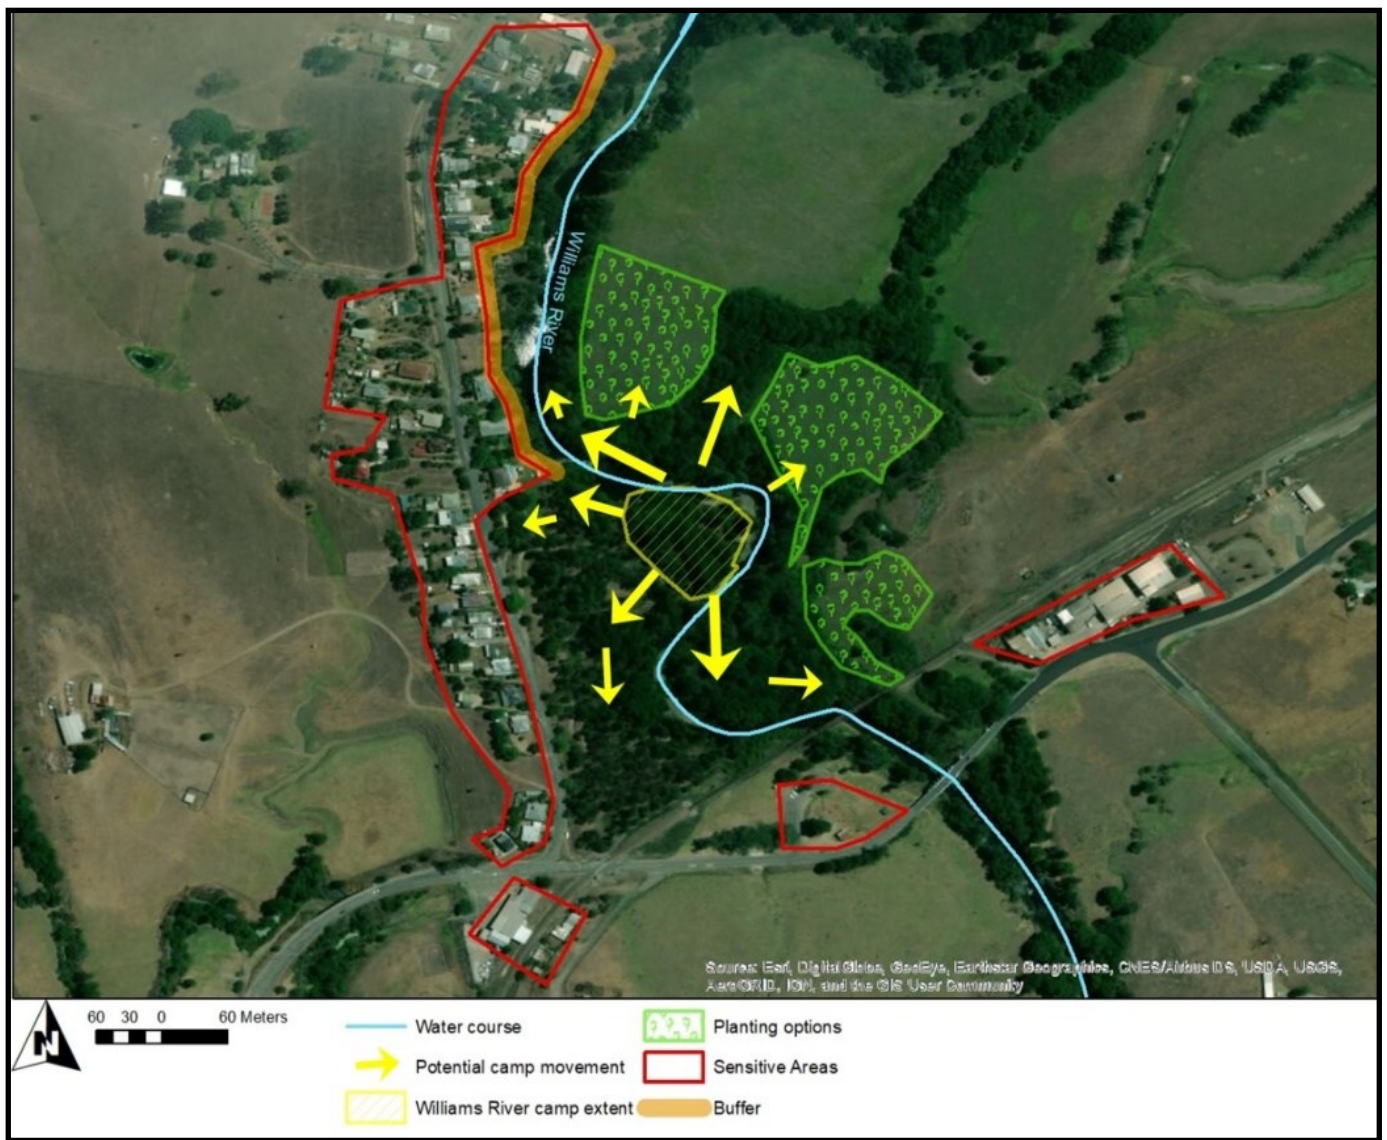 Williams River
Source: Esri, DigitalGlobe, GeoEye, Earthstar Geographics, CNES/Airbus DS, USDA, USGS,
AeroGRID, IGN, and the GIS User Community
N
60 30 0 60 Meters
Water course
Planting options
Potential camp movement
Sensitive Areas
Williams River camp extent
Buffer